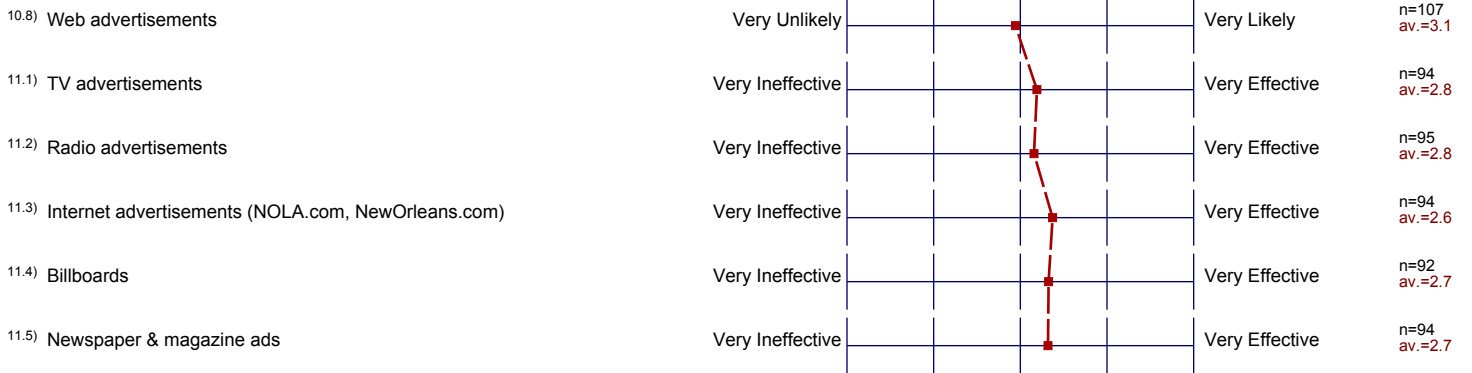 10.8) Web advertisements Very Unlikely Very Likely n=107
av.=3.1
11.1) TV advertisements Very Ineffective Very Effective n=94
av.=2.8
11.2) Radio advertisements Very Ineffective Very Effective n=95
av.=2.8
11.3) Internet advertisements (NOLA.com, NewOrleans.com) Very Ineffective Very Effective n=94
av.=2.6
11.4) Billboards Very Ineffective Very Effective n=92
av.=2.7
11.5) Newspaper & magazine ads Very Ineffective Very Effective n=94
av.=2.7